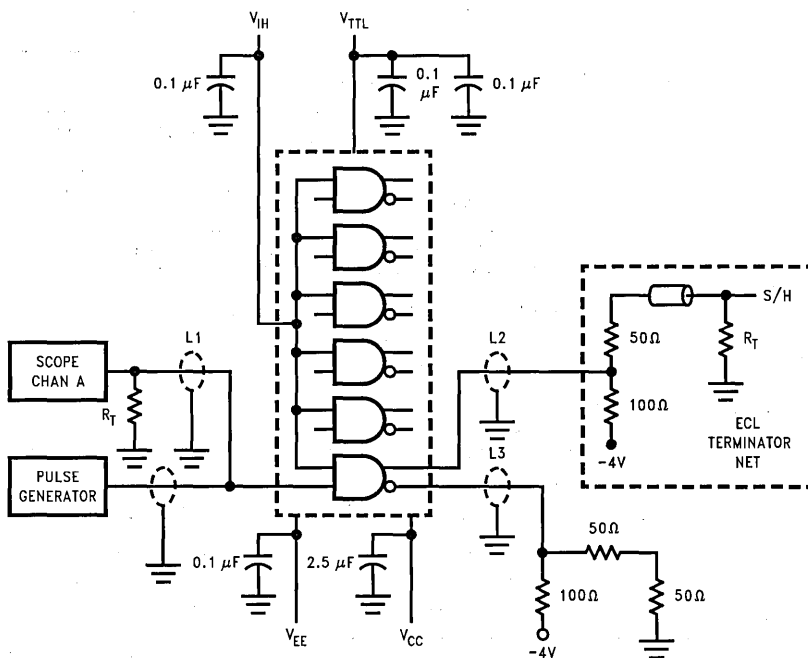 V_IH
V_TTL
0.1 μF
0.1
μF
0.1 μF
SCOPE
CHAN A
L1
R_T
PULSE
GENERATOR
L2
L3
50Ω
S/H
R_T
100Ω
-4V
ECL
TERMINATOR
NET
0.1 μF
2.5 μF
V_EE
V_CC
50Ω
100Ω
50Ω
-4V